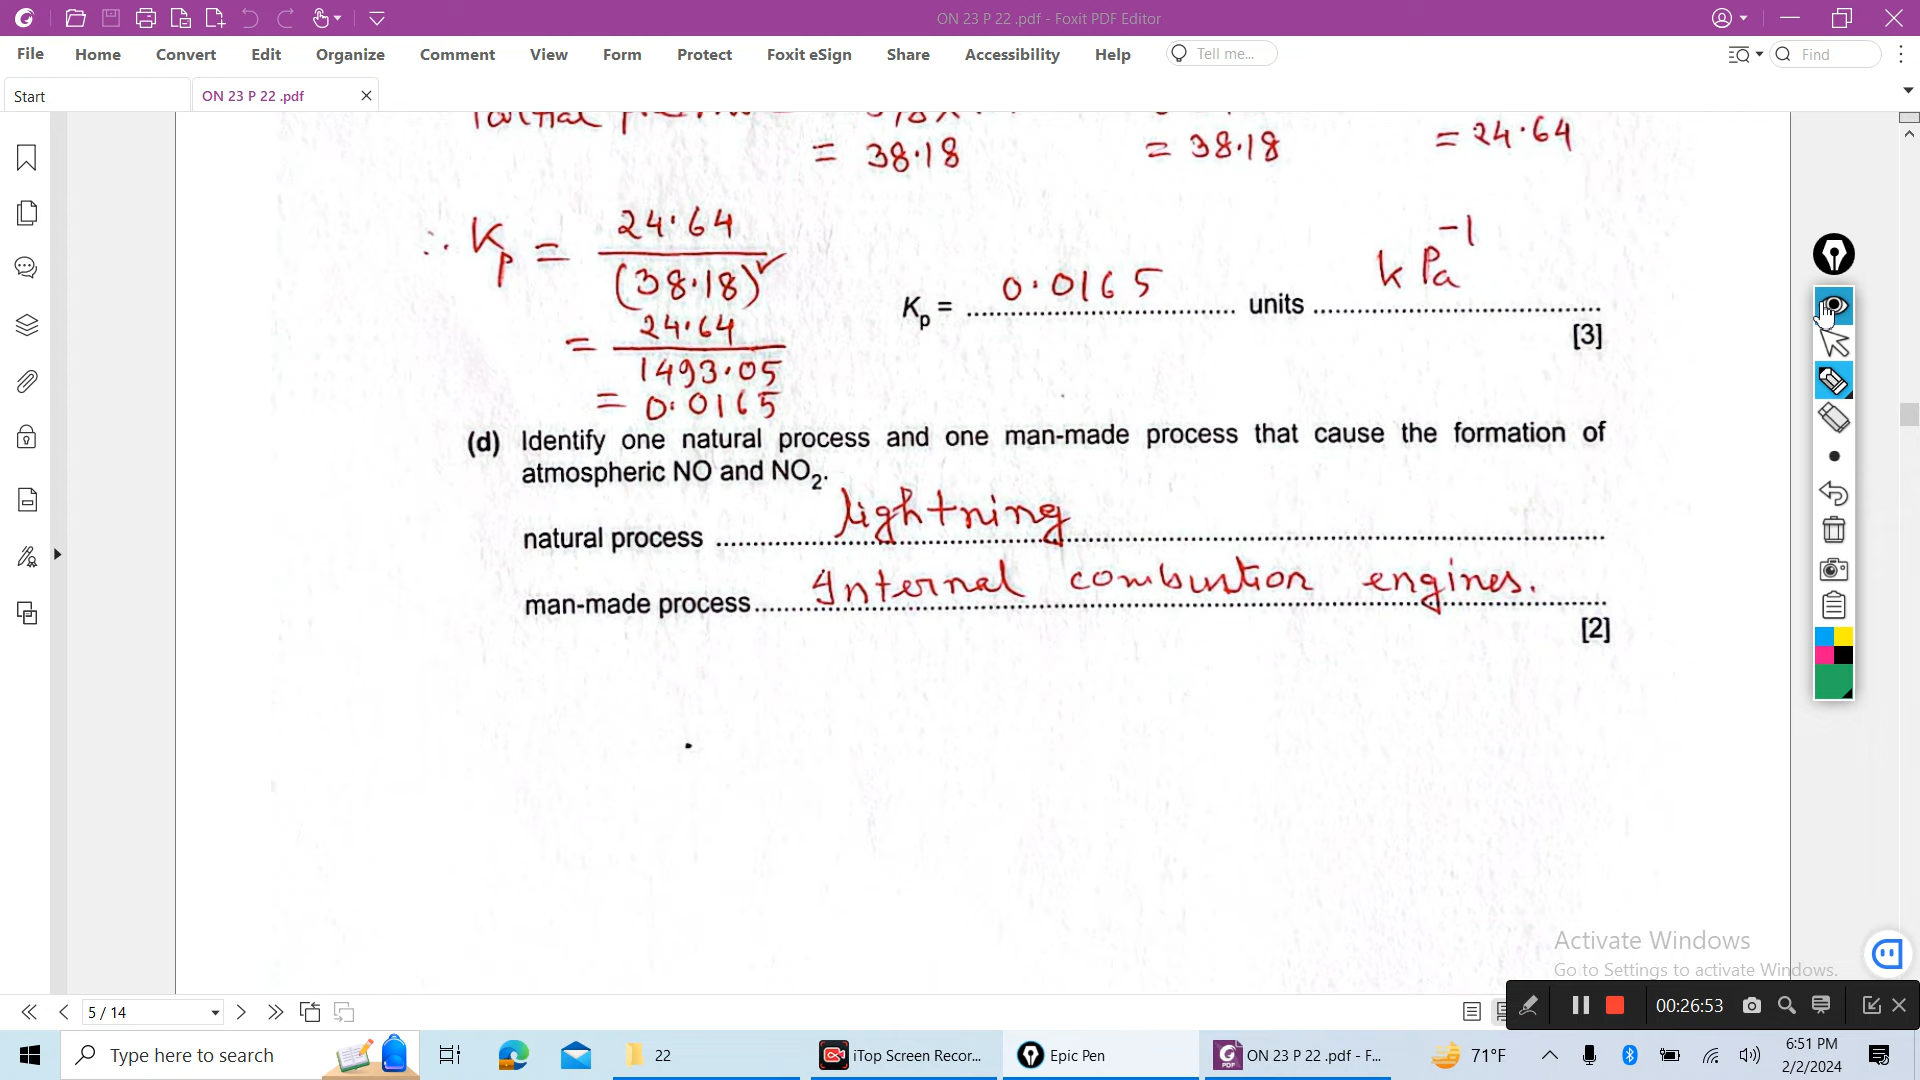 ON 23 P 22 .pdf - Foxit PDF Editor
File Home Convert Edit Organize Comment View Form Protect Foxit eSign Share Accessibility Help Tell me... Find
Start ON 23 P 22 .pdf
= 38.18 = 38.18 = 24.64
∴ Kp = 24.64 / (38.18)²
Kp = 0.0165 units kPa⁻¹
[3]
= 24.64 / 1493.05
= 0.0165
(d) Identify one natural process and one man-made process that cause the formation of
atmospheric NO and NO₂.
natural process lightning
man-made process Internal combustion engines.
[2]
Activate Windows
Go to Settings to activate Windows.
5 / 14
00:26:53
Type here to search 22 iTop Screen Recor... Epic Pen ON 23 P 22 .pdf - F... 71°F
6:51 PM
2/2/2024